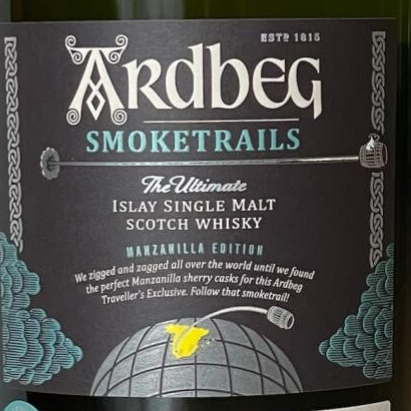 ESTD 1815
ARDBEG
SMOKETRAILS
The Ultimate
ISLAY SINGLE MALT
SCOTCH WHISKY
MANZANILLA EDITION
We zigged and zagged all over the world until we found
the perfect Manzanilla sherry casks for this Ardbeg
Traveller's Exclusive. Follow that smoketrail!